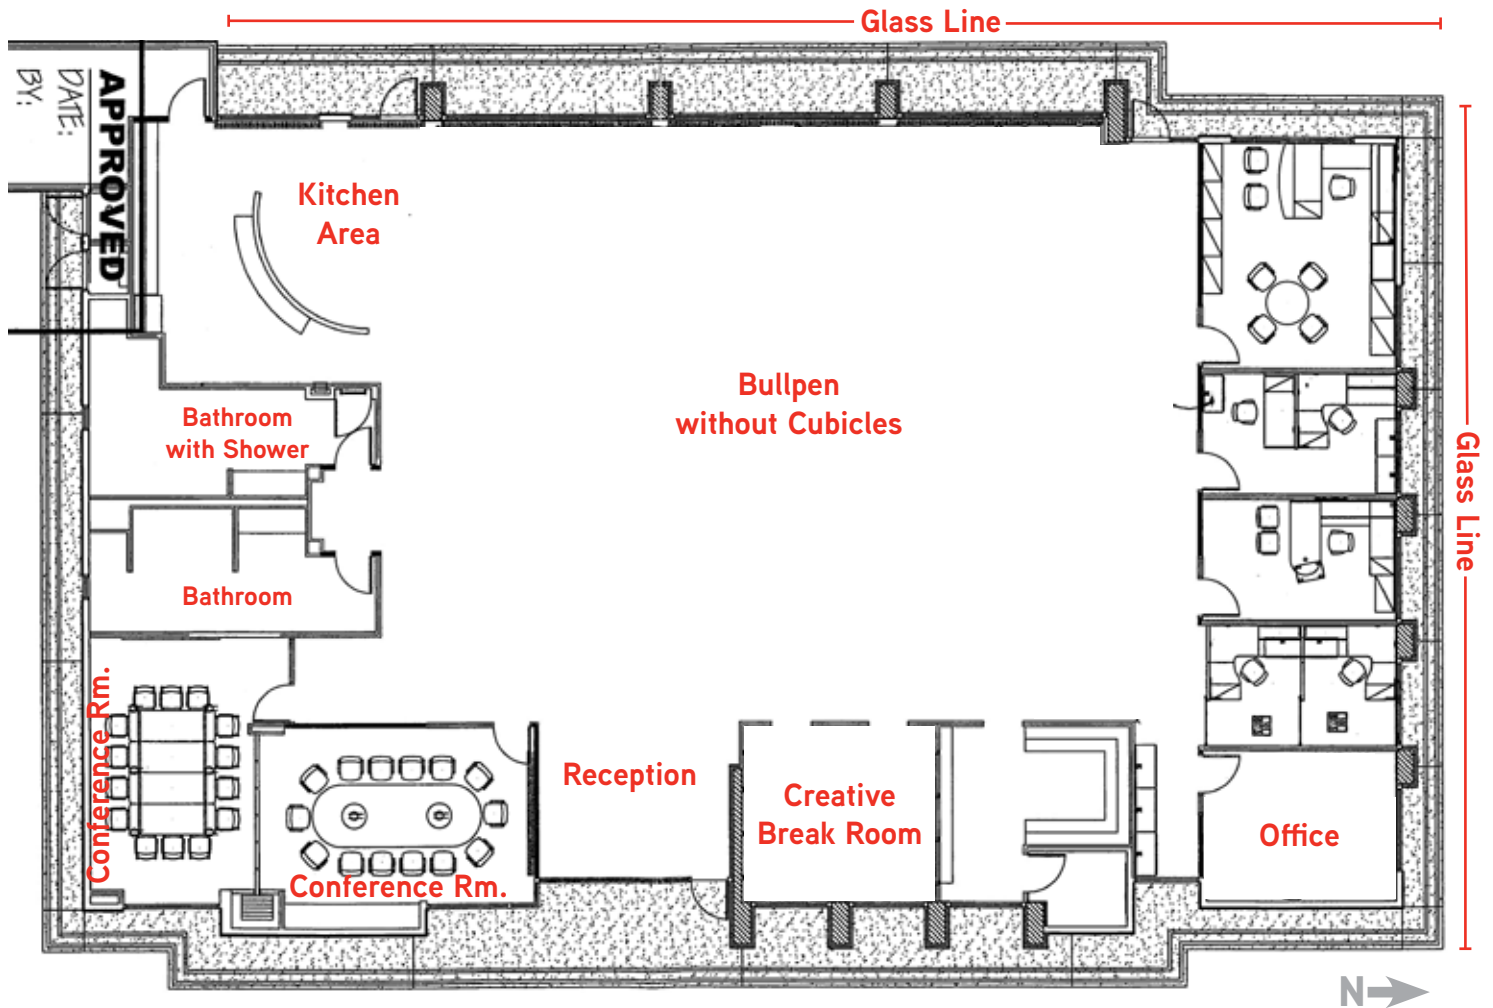 Glass Line
APPROVED
DATE:
BY:
Kitchen
Area
Bullpen
without Cubicles
Bathroom
with Shower
Bathroom
Glass Line
Conference Rm.
Conference Rm.
Reception
Creative
Break Room
Office
N